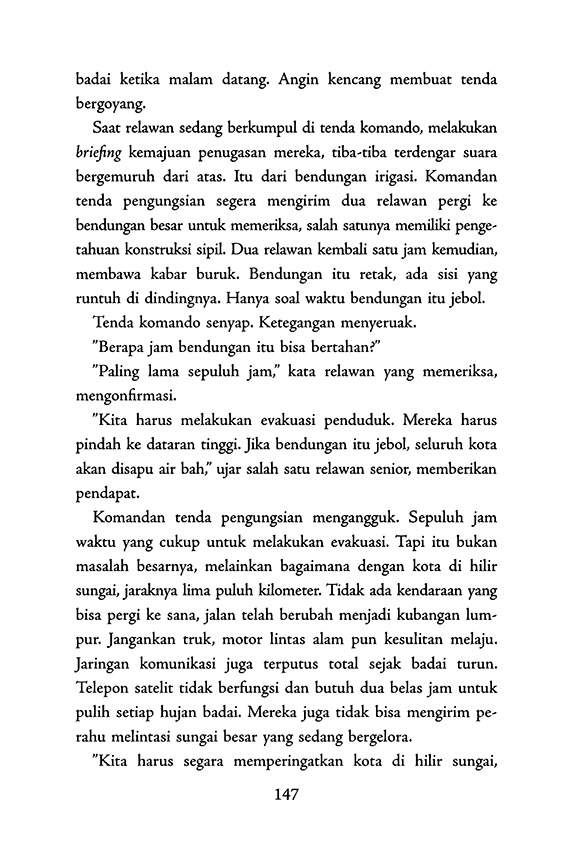 badai ketika malam datang. Angin kencang membuat tenda
bergoyang.
Saat relawan sedang berkumpul di tenda komando, melakukan
briefing kemajuan penugasan mereka, tiba-tiba terdengar suara
bergemuruh dari atas. Itu dari bendungan irigasi. Komandan
tenda pengungsian segera mengirim dua relawan pergi ke
bendungan besar untuk memeriksa, salah satunya memiliki penge-
tahuan konstruksi sipil. Dua relawan kembali satu jam kemudian,
membawa kabar buruk. Bendungan itu retak, ada sisi yang
runtuh di dindingnya. Hanya soal waktu bendungan itu jebol.
Tenda komando senyap. Ketegangan menyeruak.
”Berapa jam bendungan itu bisa bertahan?”
”Paling lama sepuluh jam,” kata relawan yang memeriksa,
mengonfirmasi.
”Kita harus melakukan evakuasi penduduk. Mereka harus
pindah ke dataran tinggi. Jika bendungan itu jebol, seluruh kota
akan disapu air bah,” ujar salah satu relawan senior, memberikan
pendapat.
Komandan tenda pengungsian mengangguk. Sepuluh jam
waktu yang cukup untuk melakukan evakuasi. Tapi itu bukan
masalah besarnya, melainkan bagaimana dengan kota di hilir
sungai, jaraknya lima puluh kilometer. Tidak ada kendaraan yang
bisa pergi ke sana, jalan telah berubah menjadi kubangan lum-
pur. Jangankan truk, motor lintas alam pun kesulitan melaju.
Jaringan komunikasi juga terputus total sejak badai turun.
Telepon satelit tidak berfungsi dan butuh dua belas jam untuk
pulih setiap hujan badai. Mereka juga tidak bisa mengirim pe-
rahu melintasi sungai besar yang sedang bergelora.
”Kita harus segara memperingatkan kota di hilir sungai,
147